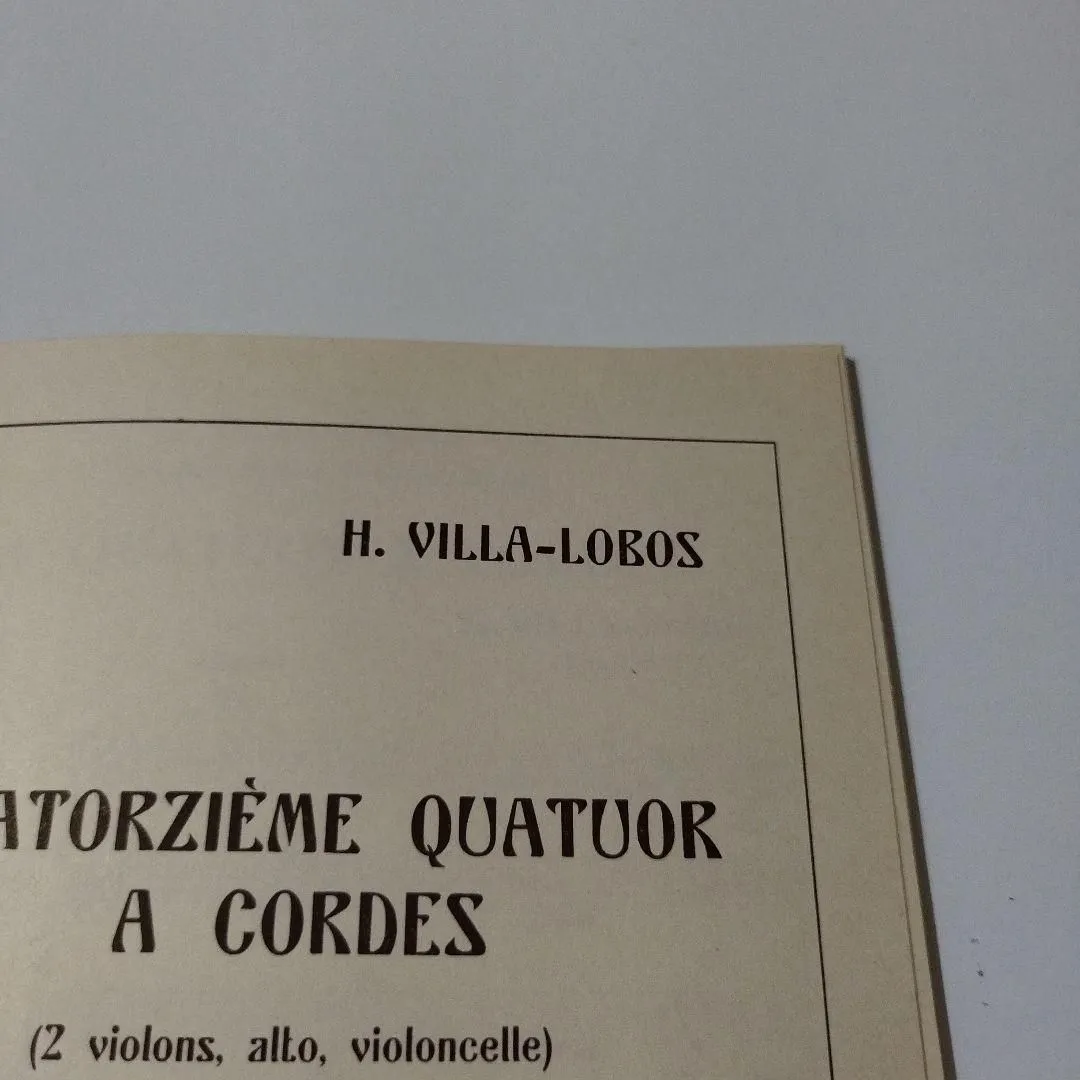 H. VILLA-LOBOS
ATORZIÈME QUATUOR
A CORDES
(2 violons, alto, violoncelle)